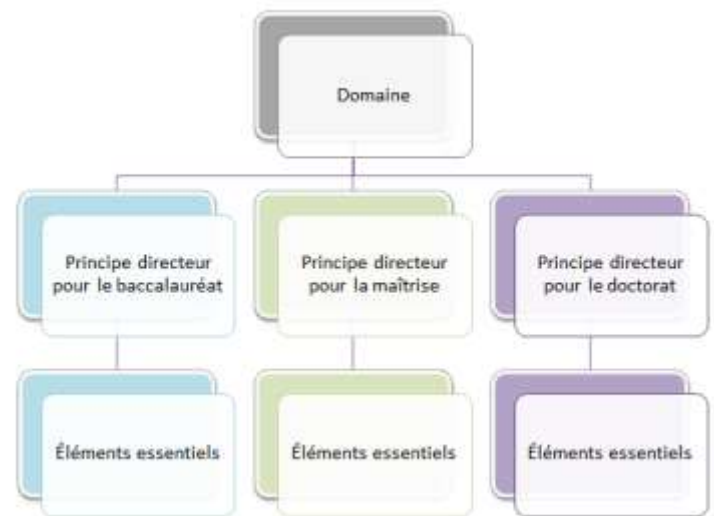 Domaine
Principe directeur
pour le baccalauréat
Principe directeur
pour la maîtrise
Principe directeur
pour le doctorat
Éléments essentiels
Éléments essentiels
Éléments essentiels